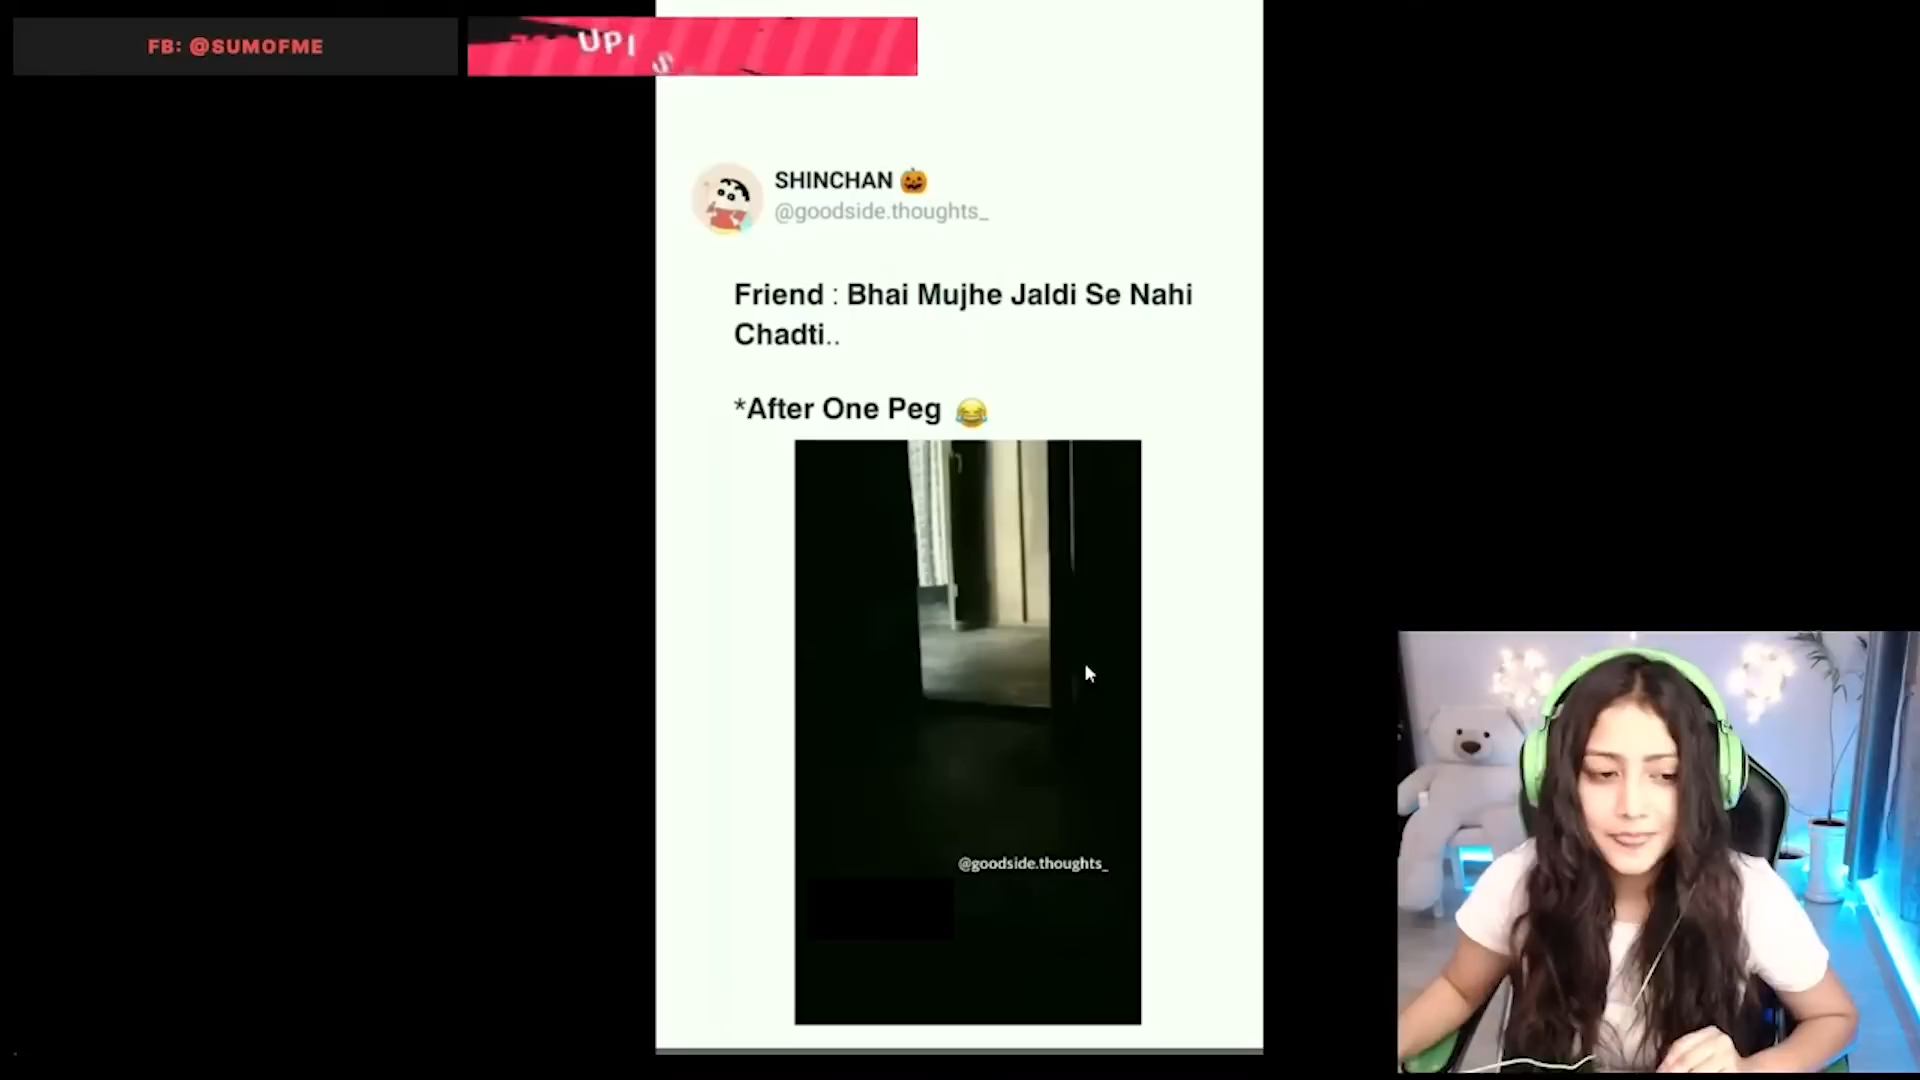 FB: @SUMOFME
UPI
SHINCHAN 🎃
@goodside.thoughts_
Friend : Bhai Mujhe Jaldi Se Nahi
Chadti..
*After One Peg 😂
@goodside.thoughts_